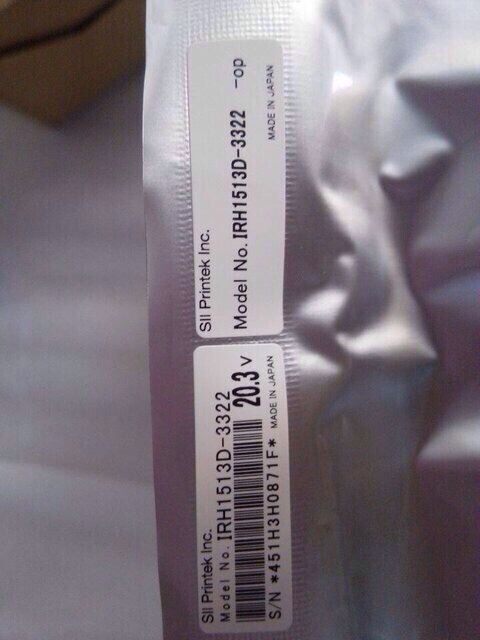 SII Printek Inc.
Model No. IRH1513D-3322 -op
MADE IN JAPAN
SII Printek Inc.
Model No. IRH1513D-3322
20.3 V
MADE IN JAPAN
S/N *451H3H0871F*